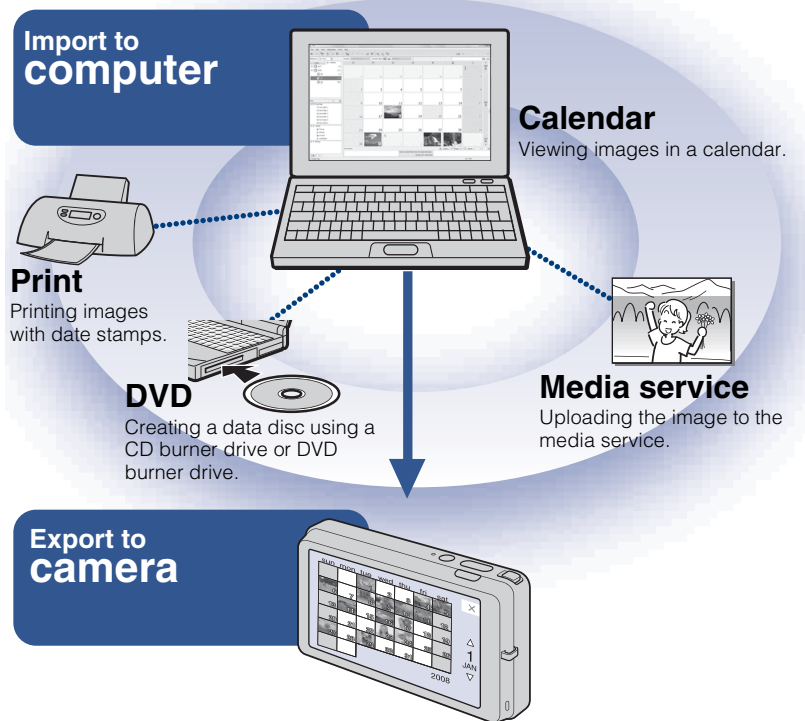 Import to
computer
Calendar
Viewing images in a calendar.
Print
Printing images
with date stamps.
DVD
Creating a data disc using a
CD burner drive or DVD
burner drive.
Media service
Uploading the image to the
media service.
Export to
camera
sun mon tue wed thu fri sat
1
JAN
2008